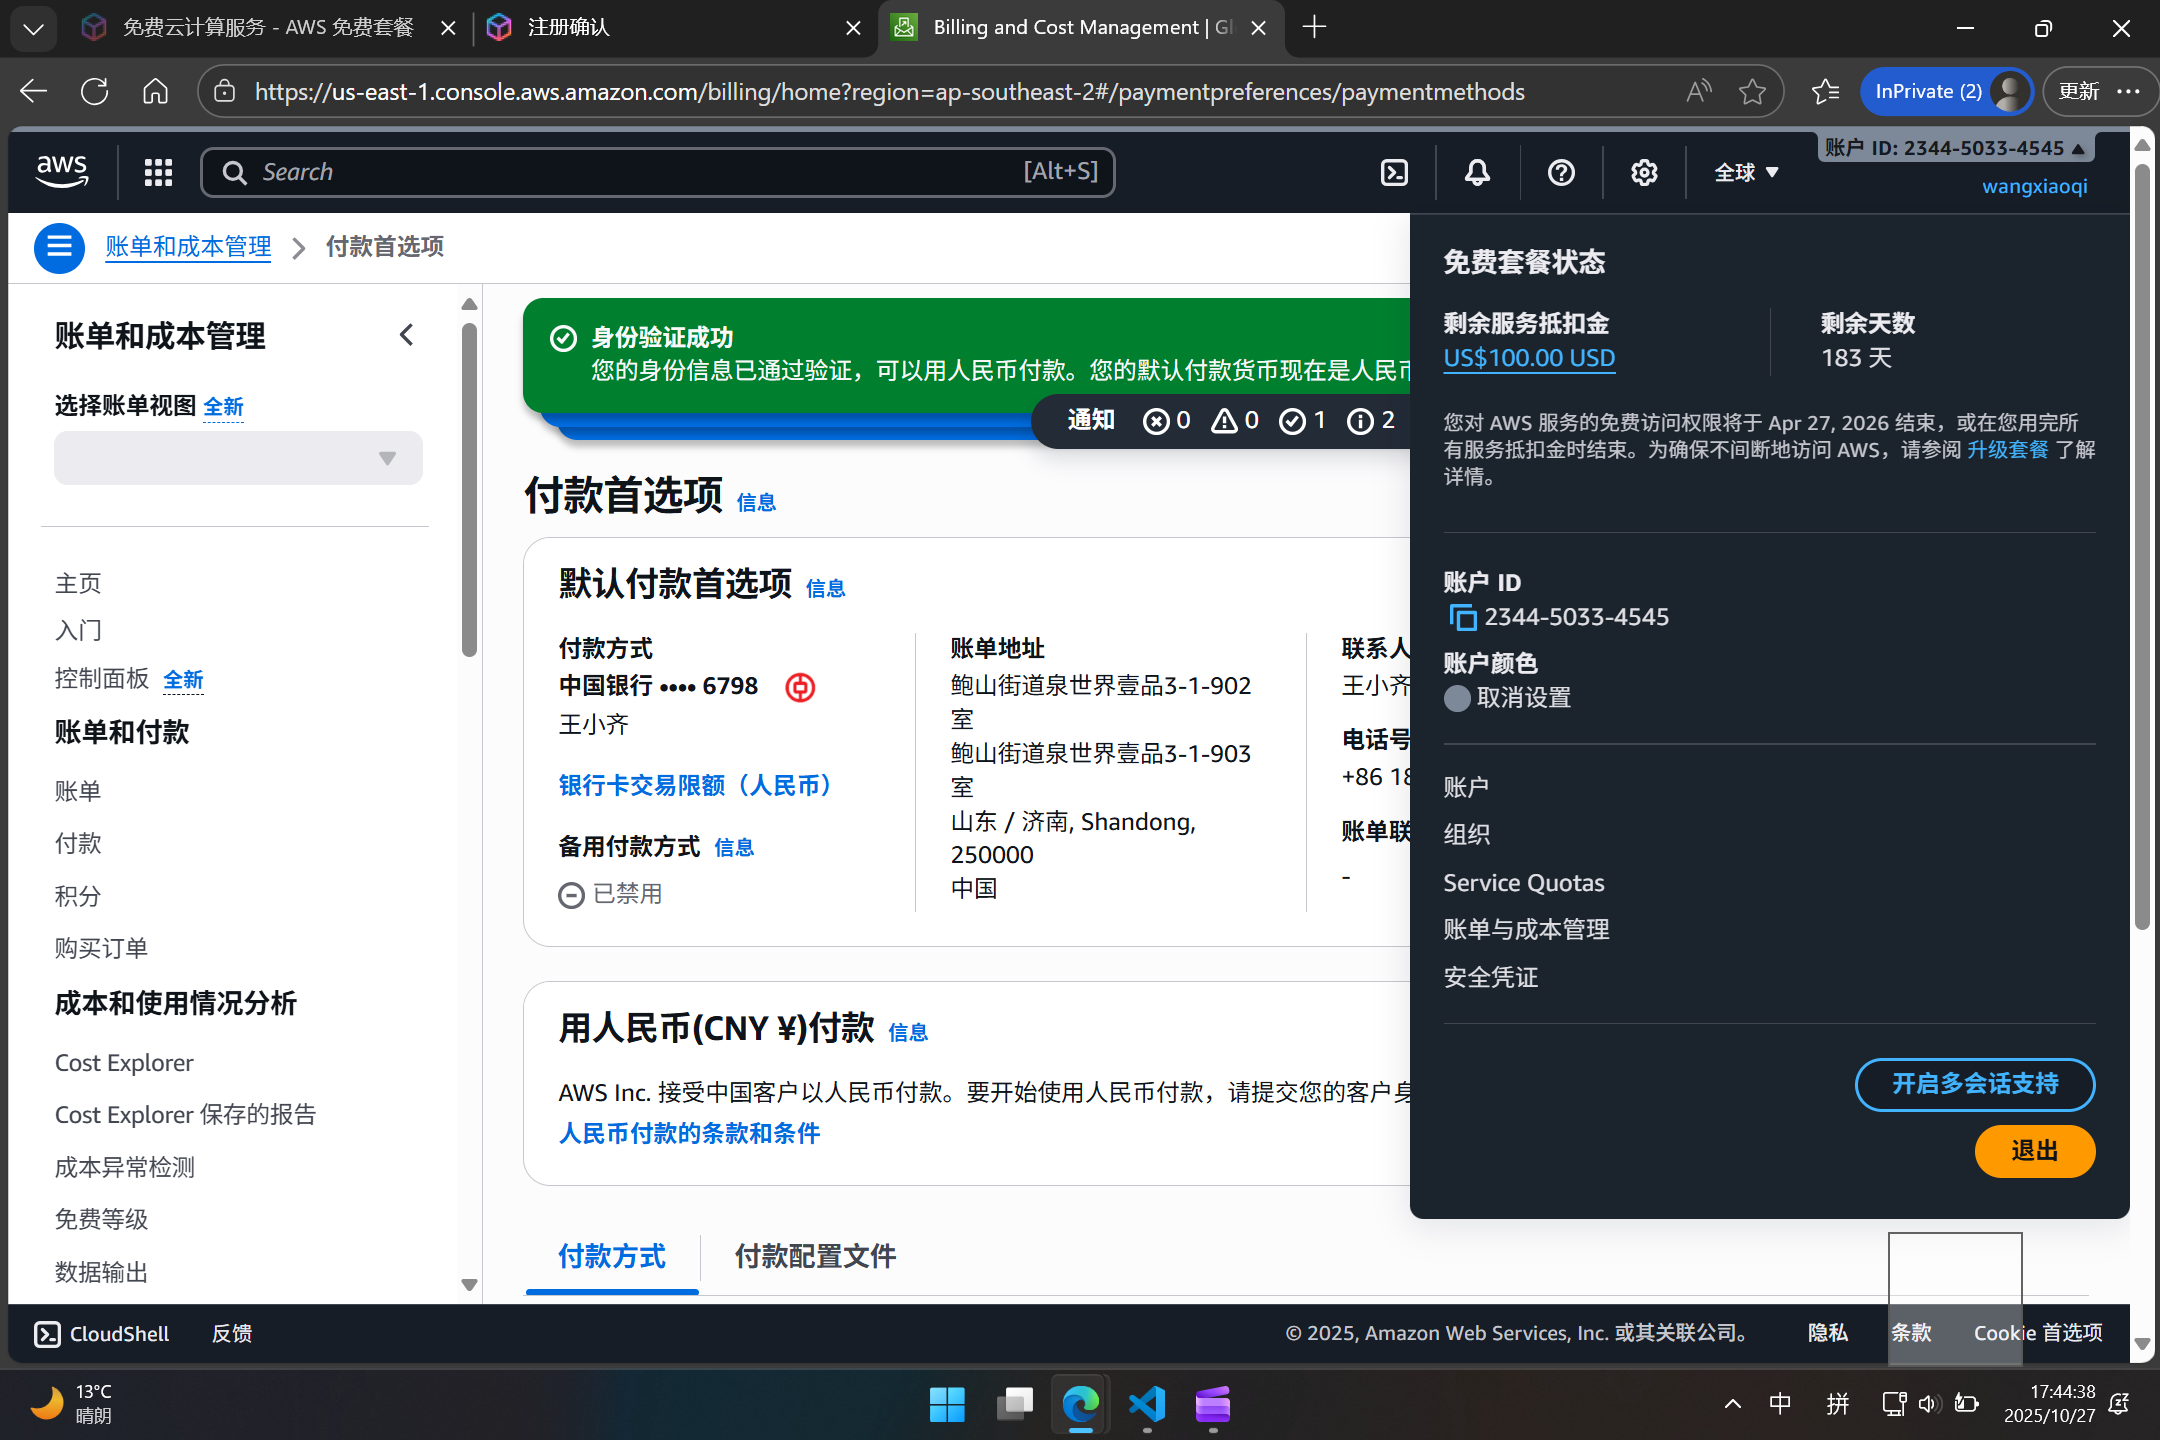 免费云计算服务 - AWS 免费套餐
注册确认
Billing and Cost Management | Gl
https://us-east-1.console.aws.amazon.com/billing/home?region=ap-southeast-2#/paymentpreferences/paymentmethods
InPrivate (2)
更新
aws
Search
[Alt+S]
全球
账户 ID: 2344-5033-4545
wangxiaoqi
账单和成本管理
付款首选项
账单和成本管理
选择账单视图 全新
主页
入门
控制面板 全新
账单和付款
账单
付款
积分
购买订单
成本和使用情况分析
Cost Explorer
Cost Explorer 保存的报告
成本异常检测
免费等级
数据输出
身份验证成功
您的身份信息已通过验证，可以用人民币付款。您的默认付款货币现在是人民币
通知 0 0 1 2
付款首选项 信息
默认付款首选项 信息
付款方式
中国银行 •••• 6798
王小齐
银行卡交易限额（人民币）
备用付款方式 信息
已禁用
账单地址
鲍山街道泉世界壹品3-1-902
室
鲍山街道泉世界壹品3-1-903
室
山东 / 济南, Shandong,
250000
中国
联系人
王小齐
电话号
+86 18
账单联
-
用人民币(CNY ¥)付款 信息
AWS Inc. 接受中国客户以人民币付款。要开始使用人民币付款，请提交您的客户身
人民币付款的条款和条件
付款方式
付款配置文件
免费套餐状态
剩余服务抵扣金
US$100.00 USD
剩余天数
183 天
您对 AWS 服务的免费访问权限将于 Apr 27, 2026 结束，或在您用完所
有服务抵扣金时结束。为确保不间断地访问 AWS，请参阅 升级套餐 了解
详情。
账户 ID
2344-5033-4545
账户颜色
取消设置
账户
组织
Service Quotas
账单与成本管理
安全凭证
开启多会话支持
退出
CloudShell
反馈
© 2025, Amazon Web Services, Inc. 或其关联公司。
隐私
条款
Cookie 首选项
13°C
晴朗
中
拼
17:44:38
2025/10/27